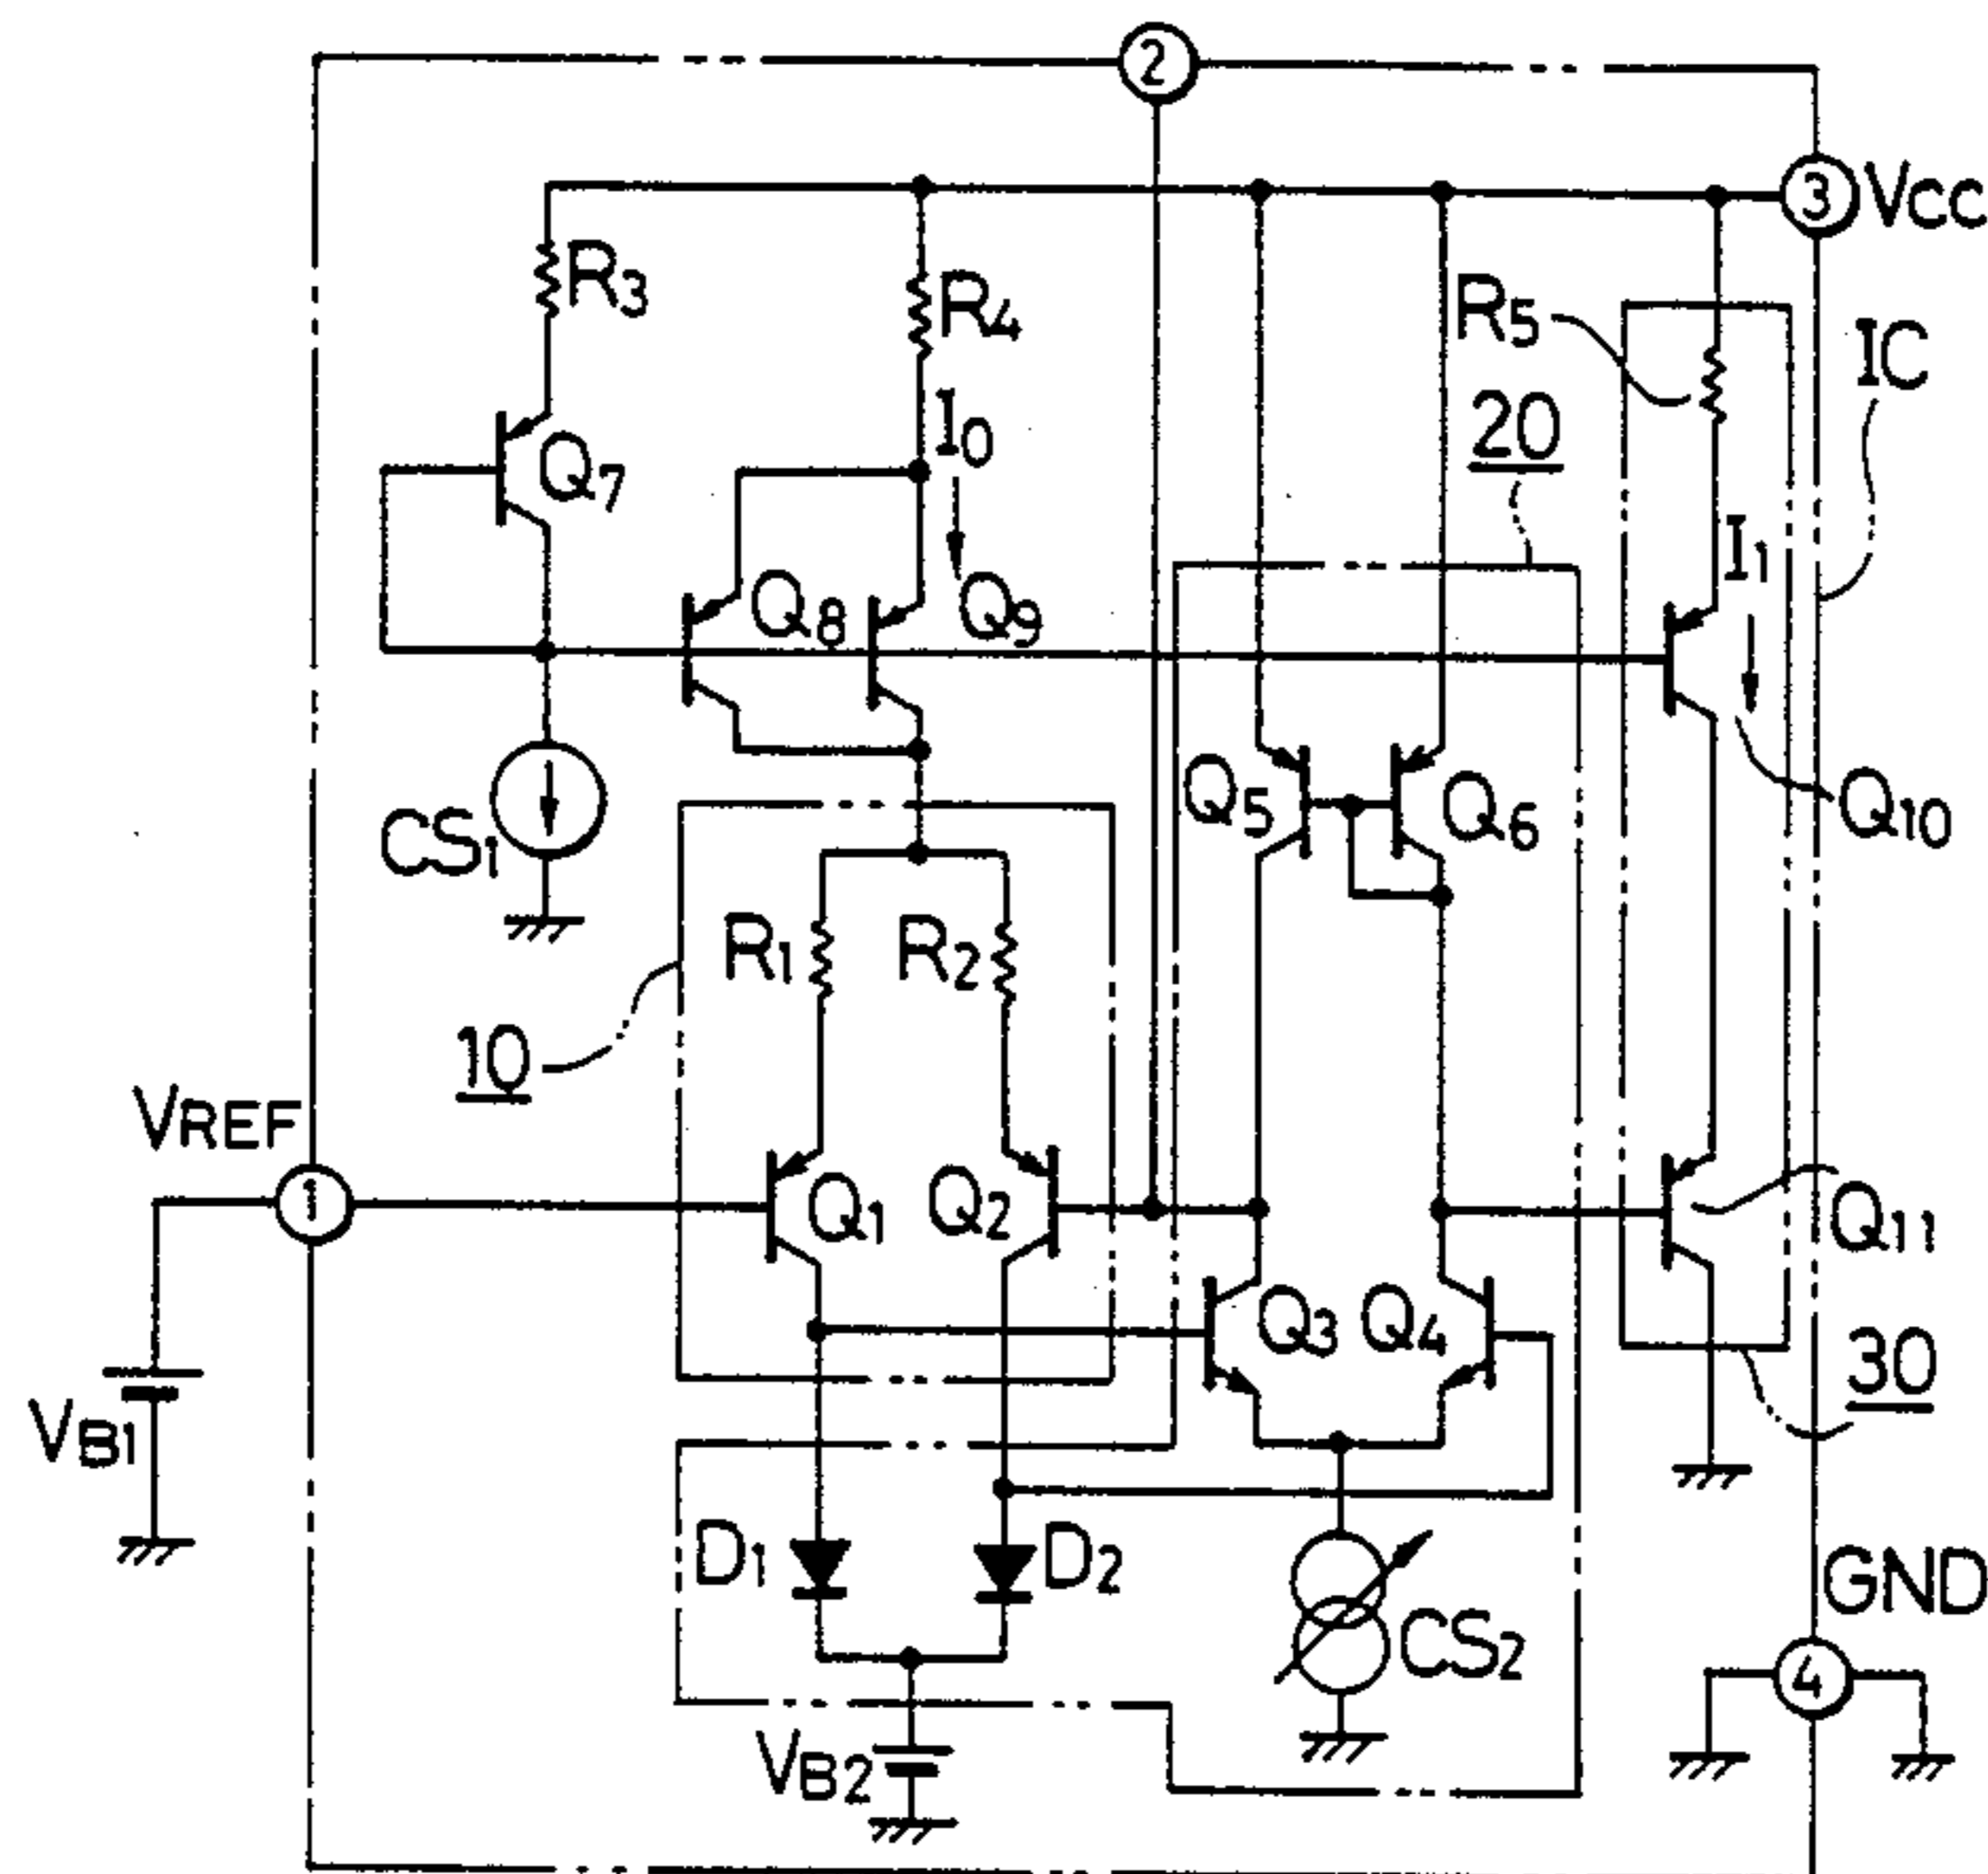 2
3 VCC
R3
R4
R5
IC
I0
20
Q7
I1
Q8
Q9
Q5
Q6
Q10
CS1
R1
R2
10
VREF
1
Q1
Q2
Q11
Q3
Q4
30
VB1
D1
D2
GND
CS2
4
VB2